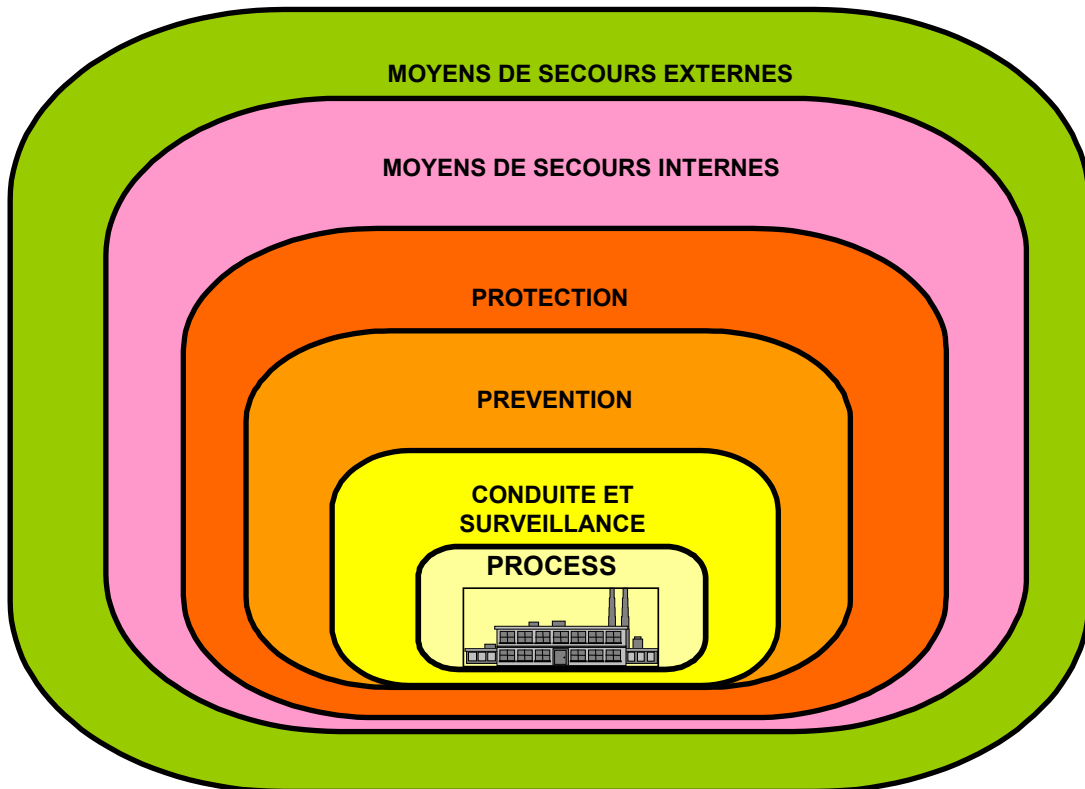 MOYENS DE SECOURS EXTERNES
MOYENS DE SECOURS INTERNES
PROTECTION
PREVENTION
CONDUITE ET
SURVEILLANCE
PROCESS